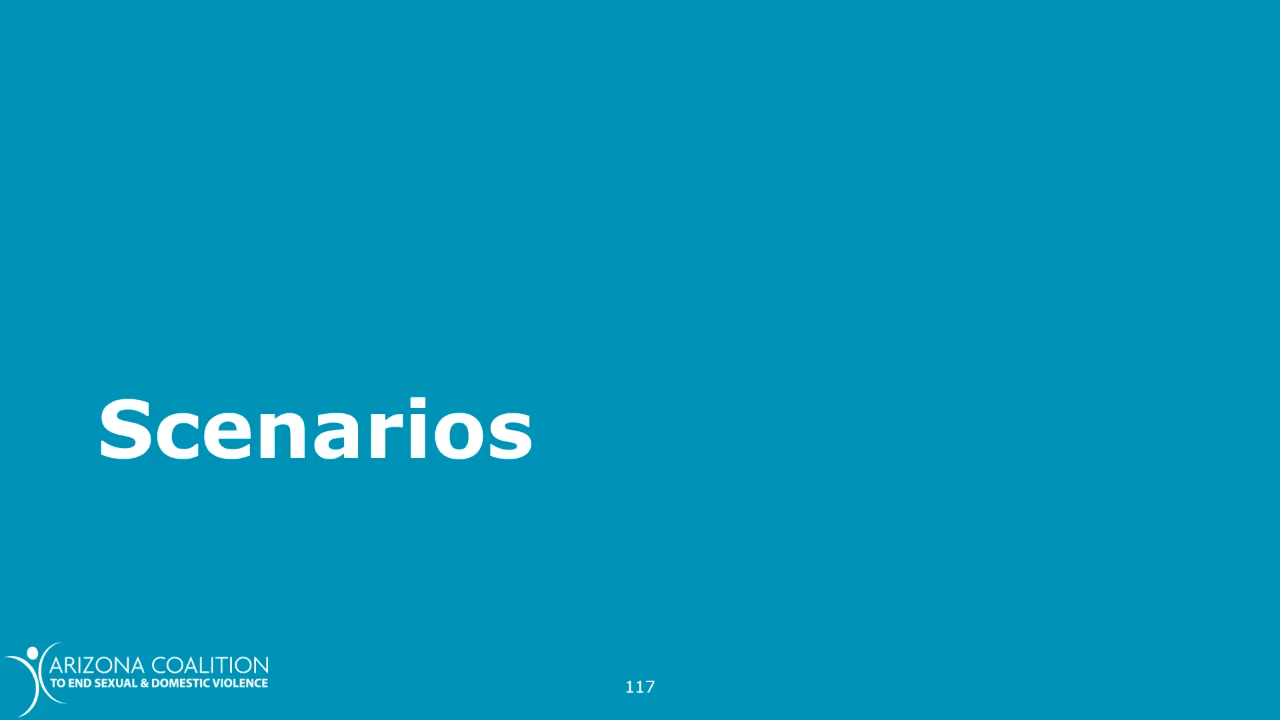 Scenarios
ARIZONA COALITION
TO END SEXUAL & DOMESTIC VIOLENCE
117